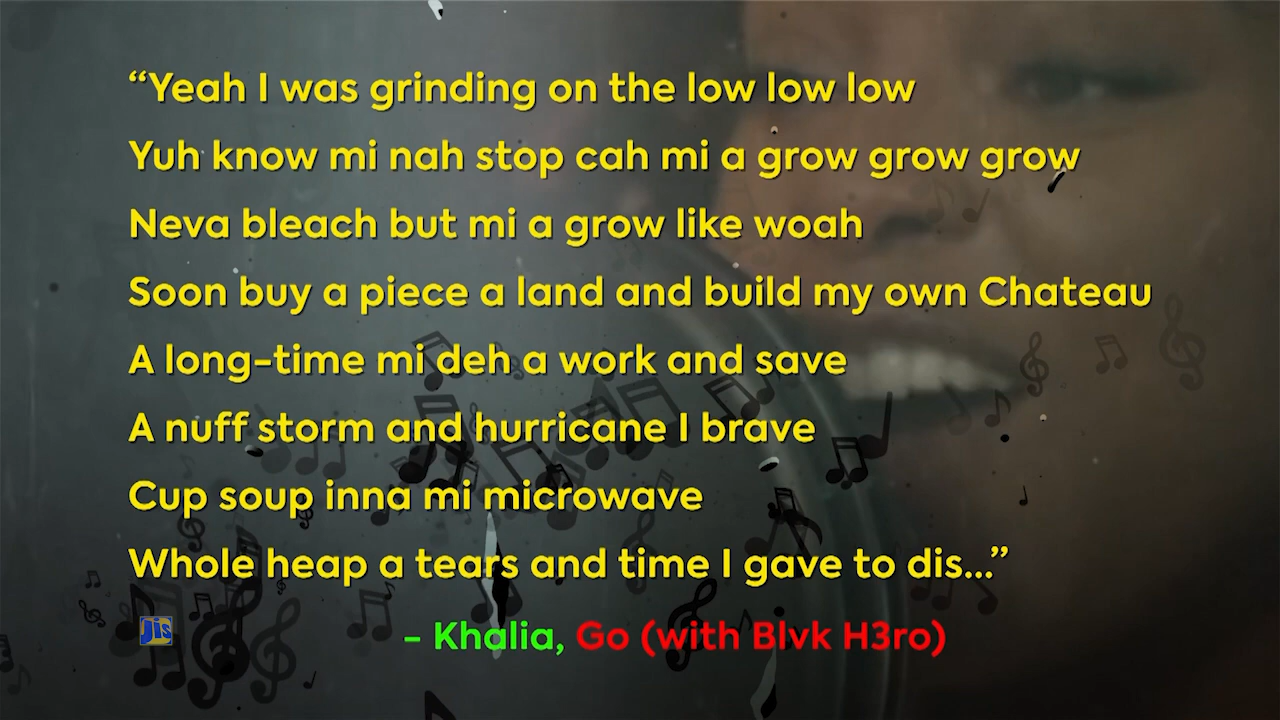 “Yeah I was grinding on the low low low
Yuh know mi nah stop cah mi a grow grow grow
Neva bleach but mi a grow like woah
Soon buy a piece a land and build my own Chateau
A long-time mi deh a work and save
A nuff storm and hurricane I brave
Cup soup inna mi microwave
Whole heap a tears and time I gave to dis...”
Jis
- Khalia, Go (with Blvk H3ro)